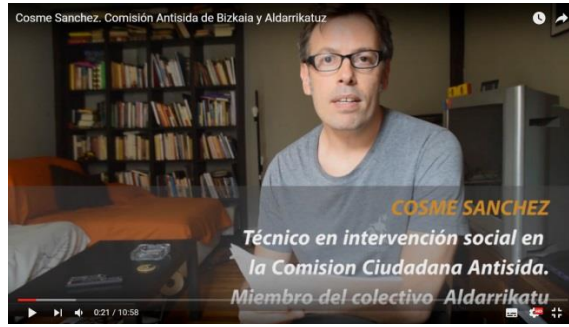 Cosme Sanchez. Comisión Antisida de Bizkaia y Aldarrikatuz
COSME SANCHEZ
Técnico en intervención social en
la Comision Ciudadana Antisida.
Miembro del colectivo Aldarrikatu
0:21 / 10:58